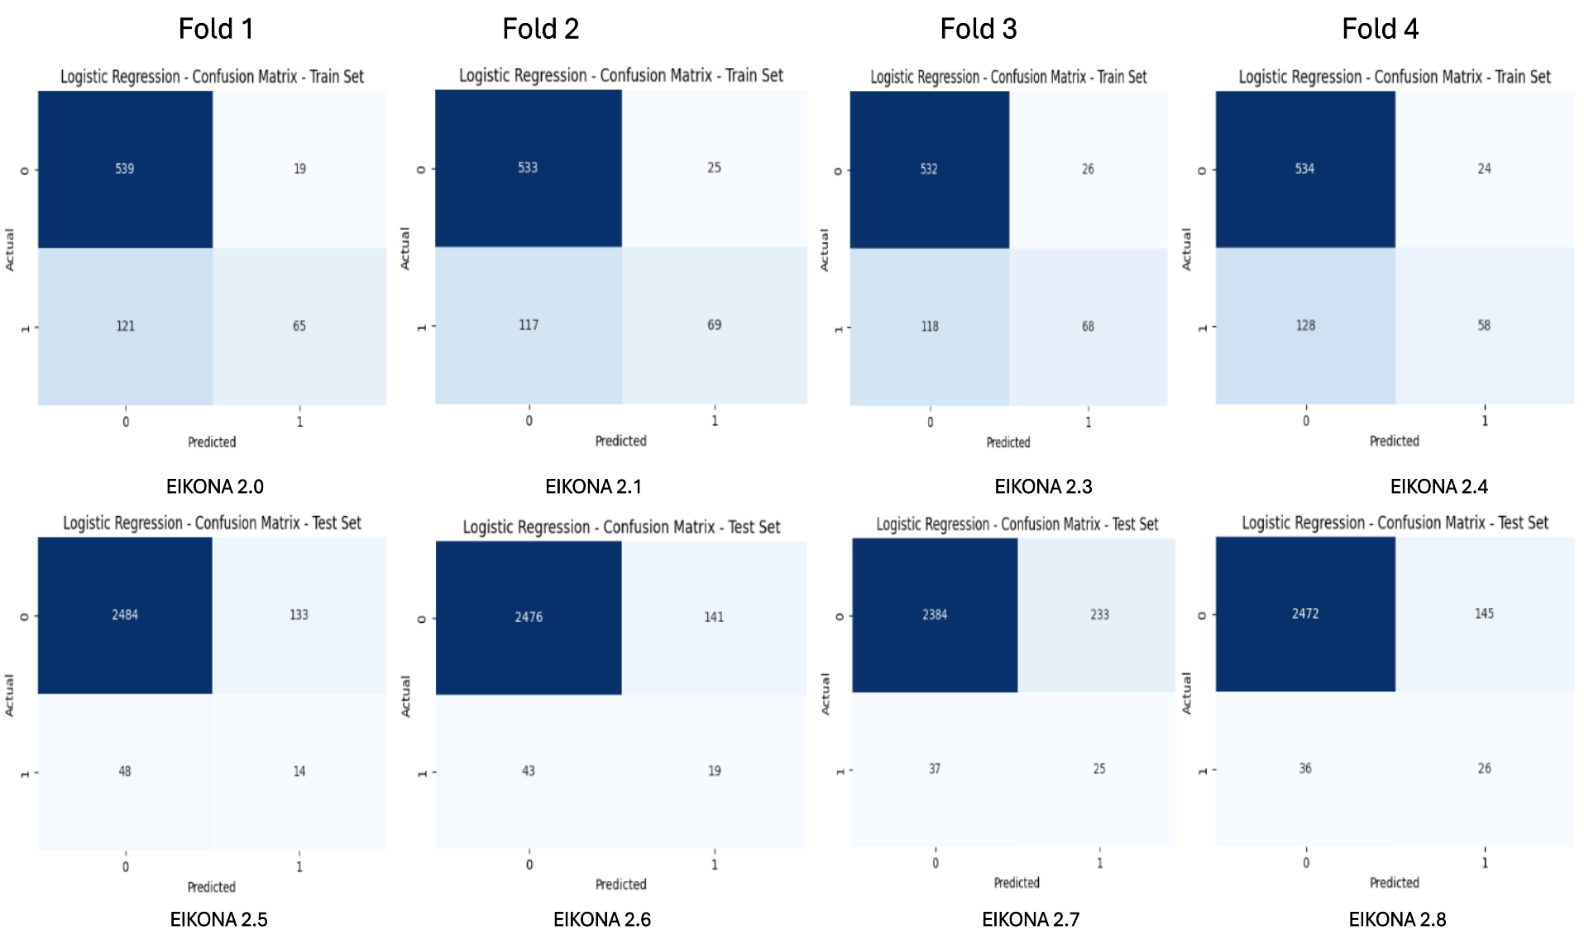 Fold 1
Fold 2
Fold 3
Fold 4
Logistic Regression - Confusion Matrix - Train Set
539
19
121
65
0
1
Actual
0
1
Predicted
EIKONA 2.0
Logistic Regression - Confusion Matrix - Train Set
533
25
117
69
0
1
Actual
0
1
Predicted
EIKONA 2.1
Logistic Regression - Confusion Matrix - Train Set
532
26
118
68
0
1
Actual
0
1
Predicted
EIKONA 2.3
Logistic Regression - Confusion Matrix - Train Set
534
24
128
58
0
1
Actual
0
1
Predicted
EIKONA 2.4
Logistic Regression - Confusion Matrix - Test Set
2484
133
48
14
0
1
Actual
0
1
Predicted
EIKONA 2.5
Logistic Regression - Confusion Matrix - Test Set
2476
141
43
19
0
1
Actual
0
1
Predicted
EIKONA 2.6
Logistic Regression - Confusion Matrix - Test Set
2384
233
37
25
0
1
Actual
0
1
Predicted
EIKONA 2.7
Logistic Regression - Confusion Matrix - Test Set
2472
145
36
26
0
1
Actual
0
1
Predicted
EIKONA 2.8